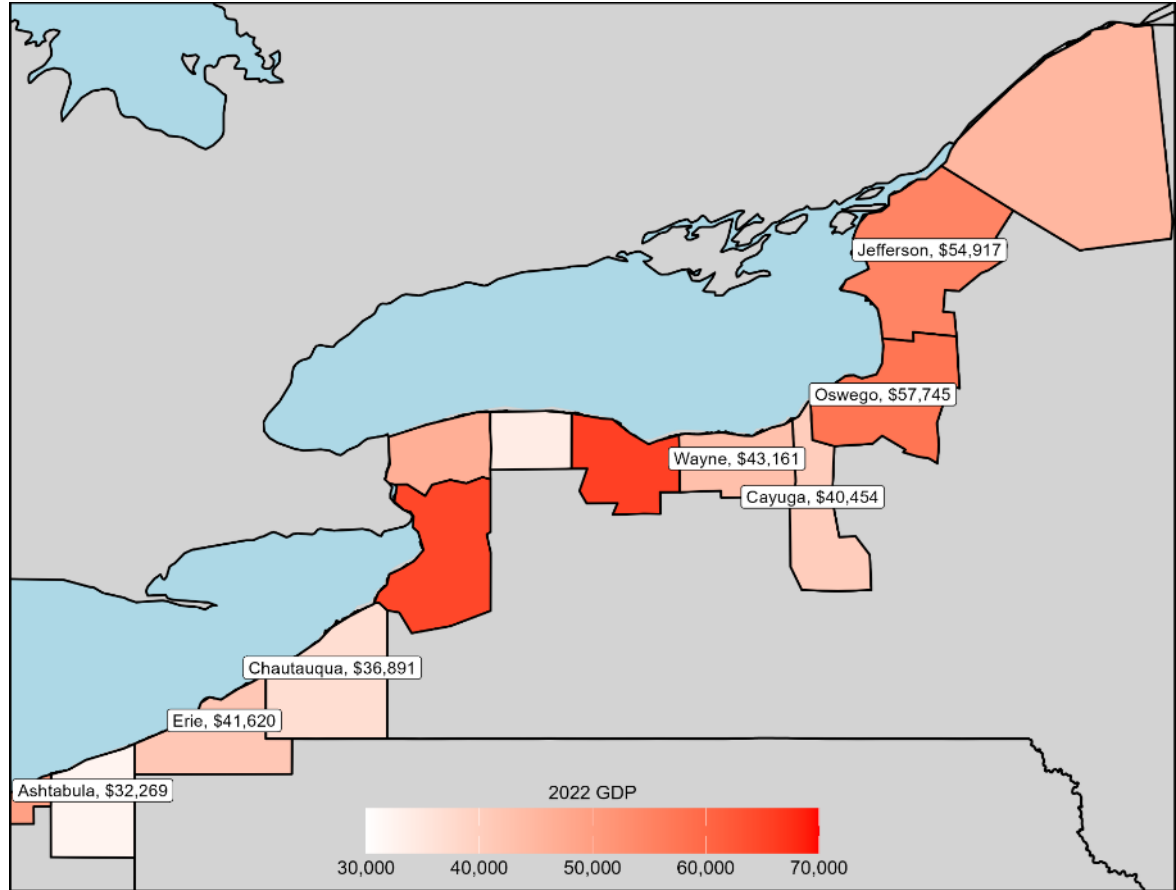 Jefferson, $54,917
Oswego, $57,745
Wayne, $43,161
Cayuga, $40,454
Chautauqua, $36,891
Erie, $41,620
Ashtabula, $32,269
2022 GDP
30,000 40,000 50,000 60,000 70,000